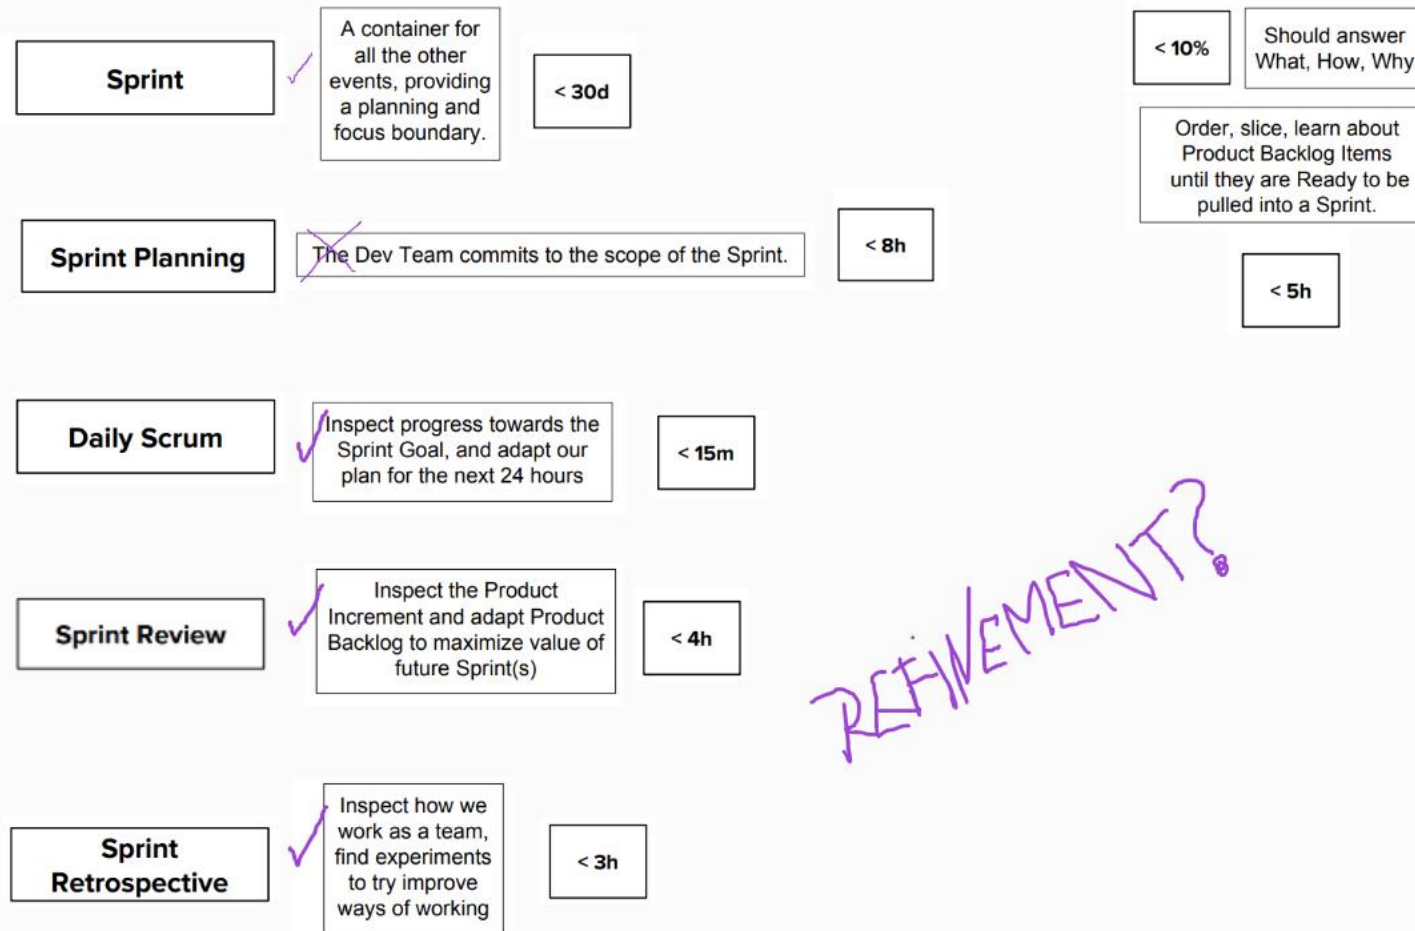 Sprint
A container for
all the other
events, providing
a planning and
focus boundary.
< 30d
< 10%
Should answer
What, How, Why
Order, slice, learn about
Product Backlog Items
until they are Ready to be
pulled into a Sprint.
< 5h
Sprint Planning
The Dev Team commits to the scope of the Sprint.
< 8h
Daily Scrum
Inspect progress towards the
Sprint Goal, and adapt our
plan for the next 24 hours
< 15m
Sprint Review
Inspect the Product
Increment and adapt Product
Backlog to maximize value of
future Sprint(s)
< 4h
REFINEMENT?
Sprint
Retrospective
Inspect how we
work as a team,
find experiments
to try improve
ways of working
< 3h